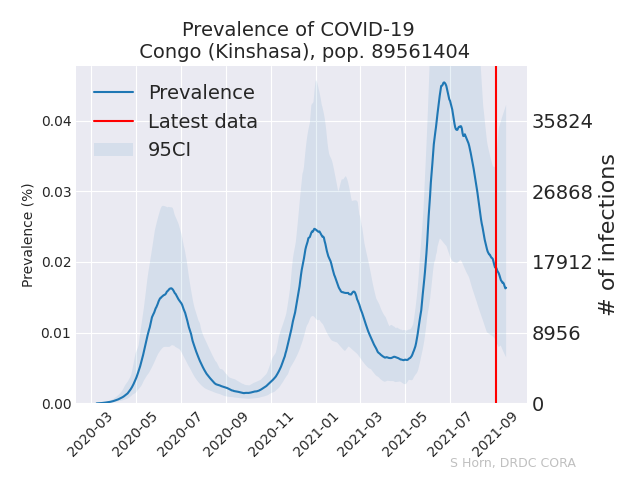 Prevalence of COVID-19
Congo (Kinshasa), pop. 89561404
Prevalence
Latest data
95CI
Prevalence (%)
0.04
0.03
0.02
0.01
0.00
35824
26868
17912
8956
0
# of infections
2020-03
2020-05
2020-07
2020-09
2020-11
2021-01
2021-03
2021-05
2021-07
2021-09
S Horn, DRDC CORA